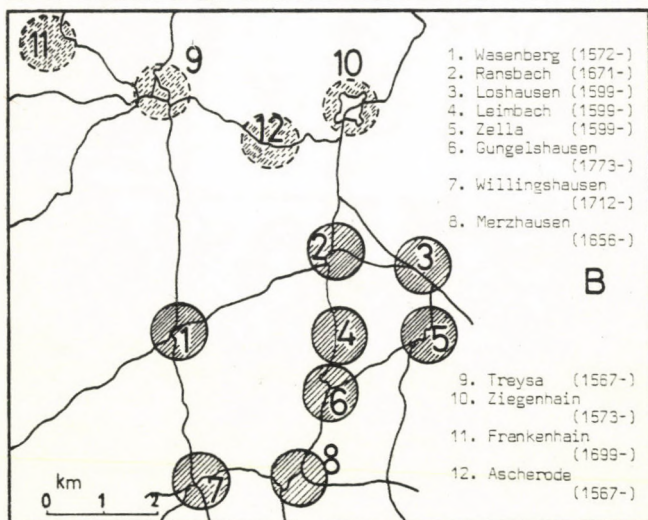 11
9
10
12
2
3
1
4
5
6
7
8
km
0 1 2
1. Wasenberg (1572-)
2. Ransbach (1671-)
3. Loshausen (1599-)
4. Leimbach (1599-)
5. Zella (1599-)
6. Gungelshausen
(1773-)
7. Willingshausen
(1712-)
8. Merzhausen
(1656-)
B
9. Treysa (1567-)
10. Ziegenhain
(1573-)
11. Frankenhain
(1699-)
12. Ascherode
(1567-)